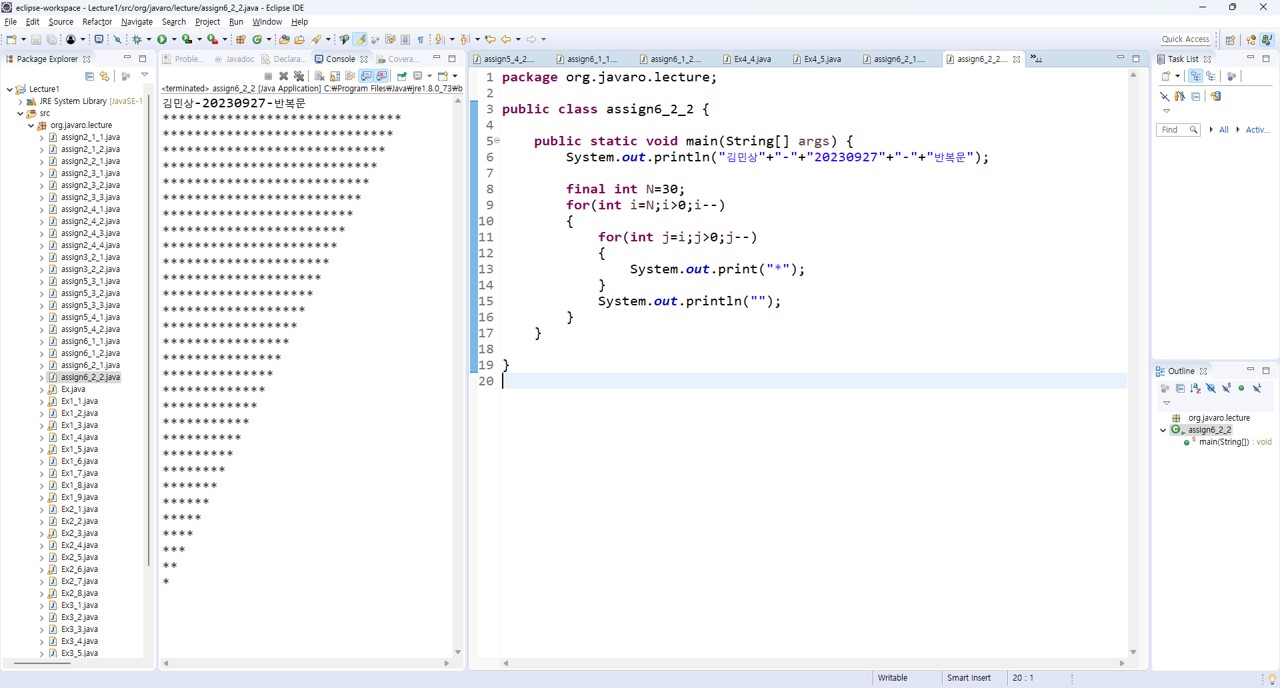 eclipse-workspace - Lecture1/src/org/javaro/lecture/assign6_2_2.java - Eclipse IDE
File Edit Source Refactor Navigate Search Project Run Window Help
Quick Access
Package Explorer
Lecture1
JRE System Library [JavaSE-1
src
org.javaro.lecture
assign2_1_1.java
assign2_1_2.java
assign2_2_1.java
assign2_3_1.java
assign2_3_2.java
assign2_3_3.java
assign2_4_1.java
assign2_4_2.java
assign2_4_3.java
assign2_4_4.java
assign3_2_1.java
assign3_2_2.java
assign5_3_1.java
assign5_3_2.java
assign5_3_3.java
assign5_4_1.java
assign5_4_2.java
assign6_1_1.java
assign6_1_2.java
assign6_2_1.java
assign6_2_2.java
Ex.java
Ex1_1.java
Ex1_2.java
Ex1_3.java
Ex1_4.java
Ex1_5.java
Ex1_6.java
Ex1_7.java
Ex1_8.java
Ex1_9.java
Ex2_1.java
Ex2_2.java
Ex2_3.java
Ex2_4.java
Ex2_5.java
Ex2_6.java
Ex2_7.java
Ex2_8.java
Ex3_1.java
Ex3_2.java
Ex3_3.java
Ex3_4.java
Ex3_5.java
Proble... Javadoc Declara... Console Covera...
<terminated> assign6_2_2 [Java Application] C:₩Program Files₩Java₩jre1.8.0_73₩b
김민상-20230927-반복문
******************************
*****************************
****************************
***************************
**************************
*************************
************************
***********************
**********************
*********************
********************
*******************
******************
*****************
****************
***************
**************
*************
************
***********
**********
*********
********
*******
******
*****
****
***
**
*
assign5_4_2.... assign6_1_1.... assign6_1_2.... Ex4_4.java Ex4_5.java assign6_2_1.... assign6_2_2....
1 package org.javaro.lecture;
2
3 public class assign6_2_2 {
4
5 public static void main(String[] args) {
6 System.out.println("김민상"+"-"+"20230927"+"-"+"반복문");
7
8 final int N=30;
9 for(int i=N;i>0;i--)
10 {
11 for(int j=i;j>0;j--)
12 {
13 System.out.print("*");
14 }
15 System.out.println("");
16 }
17 }
18
19 }
20
Task List
Find All Activ...
Outline
org.javaro.lecture
assign6_2_2
main(String[]) : void
Writable Smart Insert 20 : 1